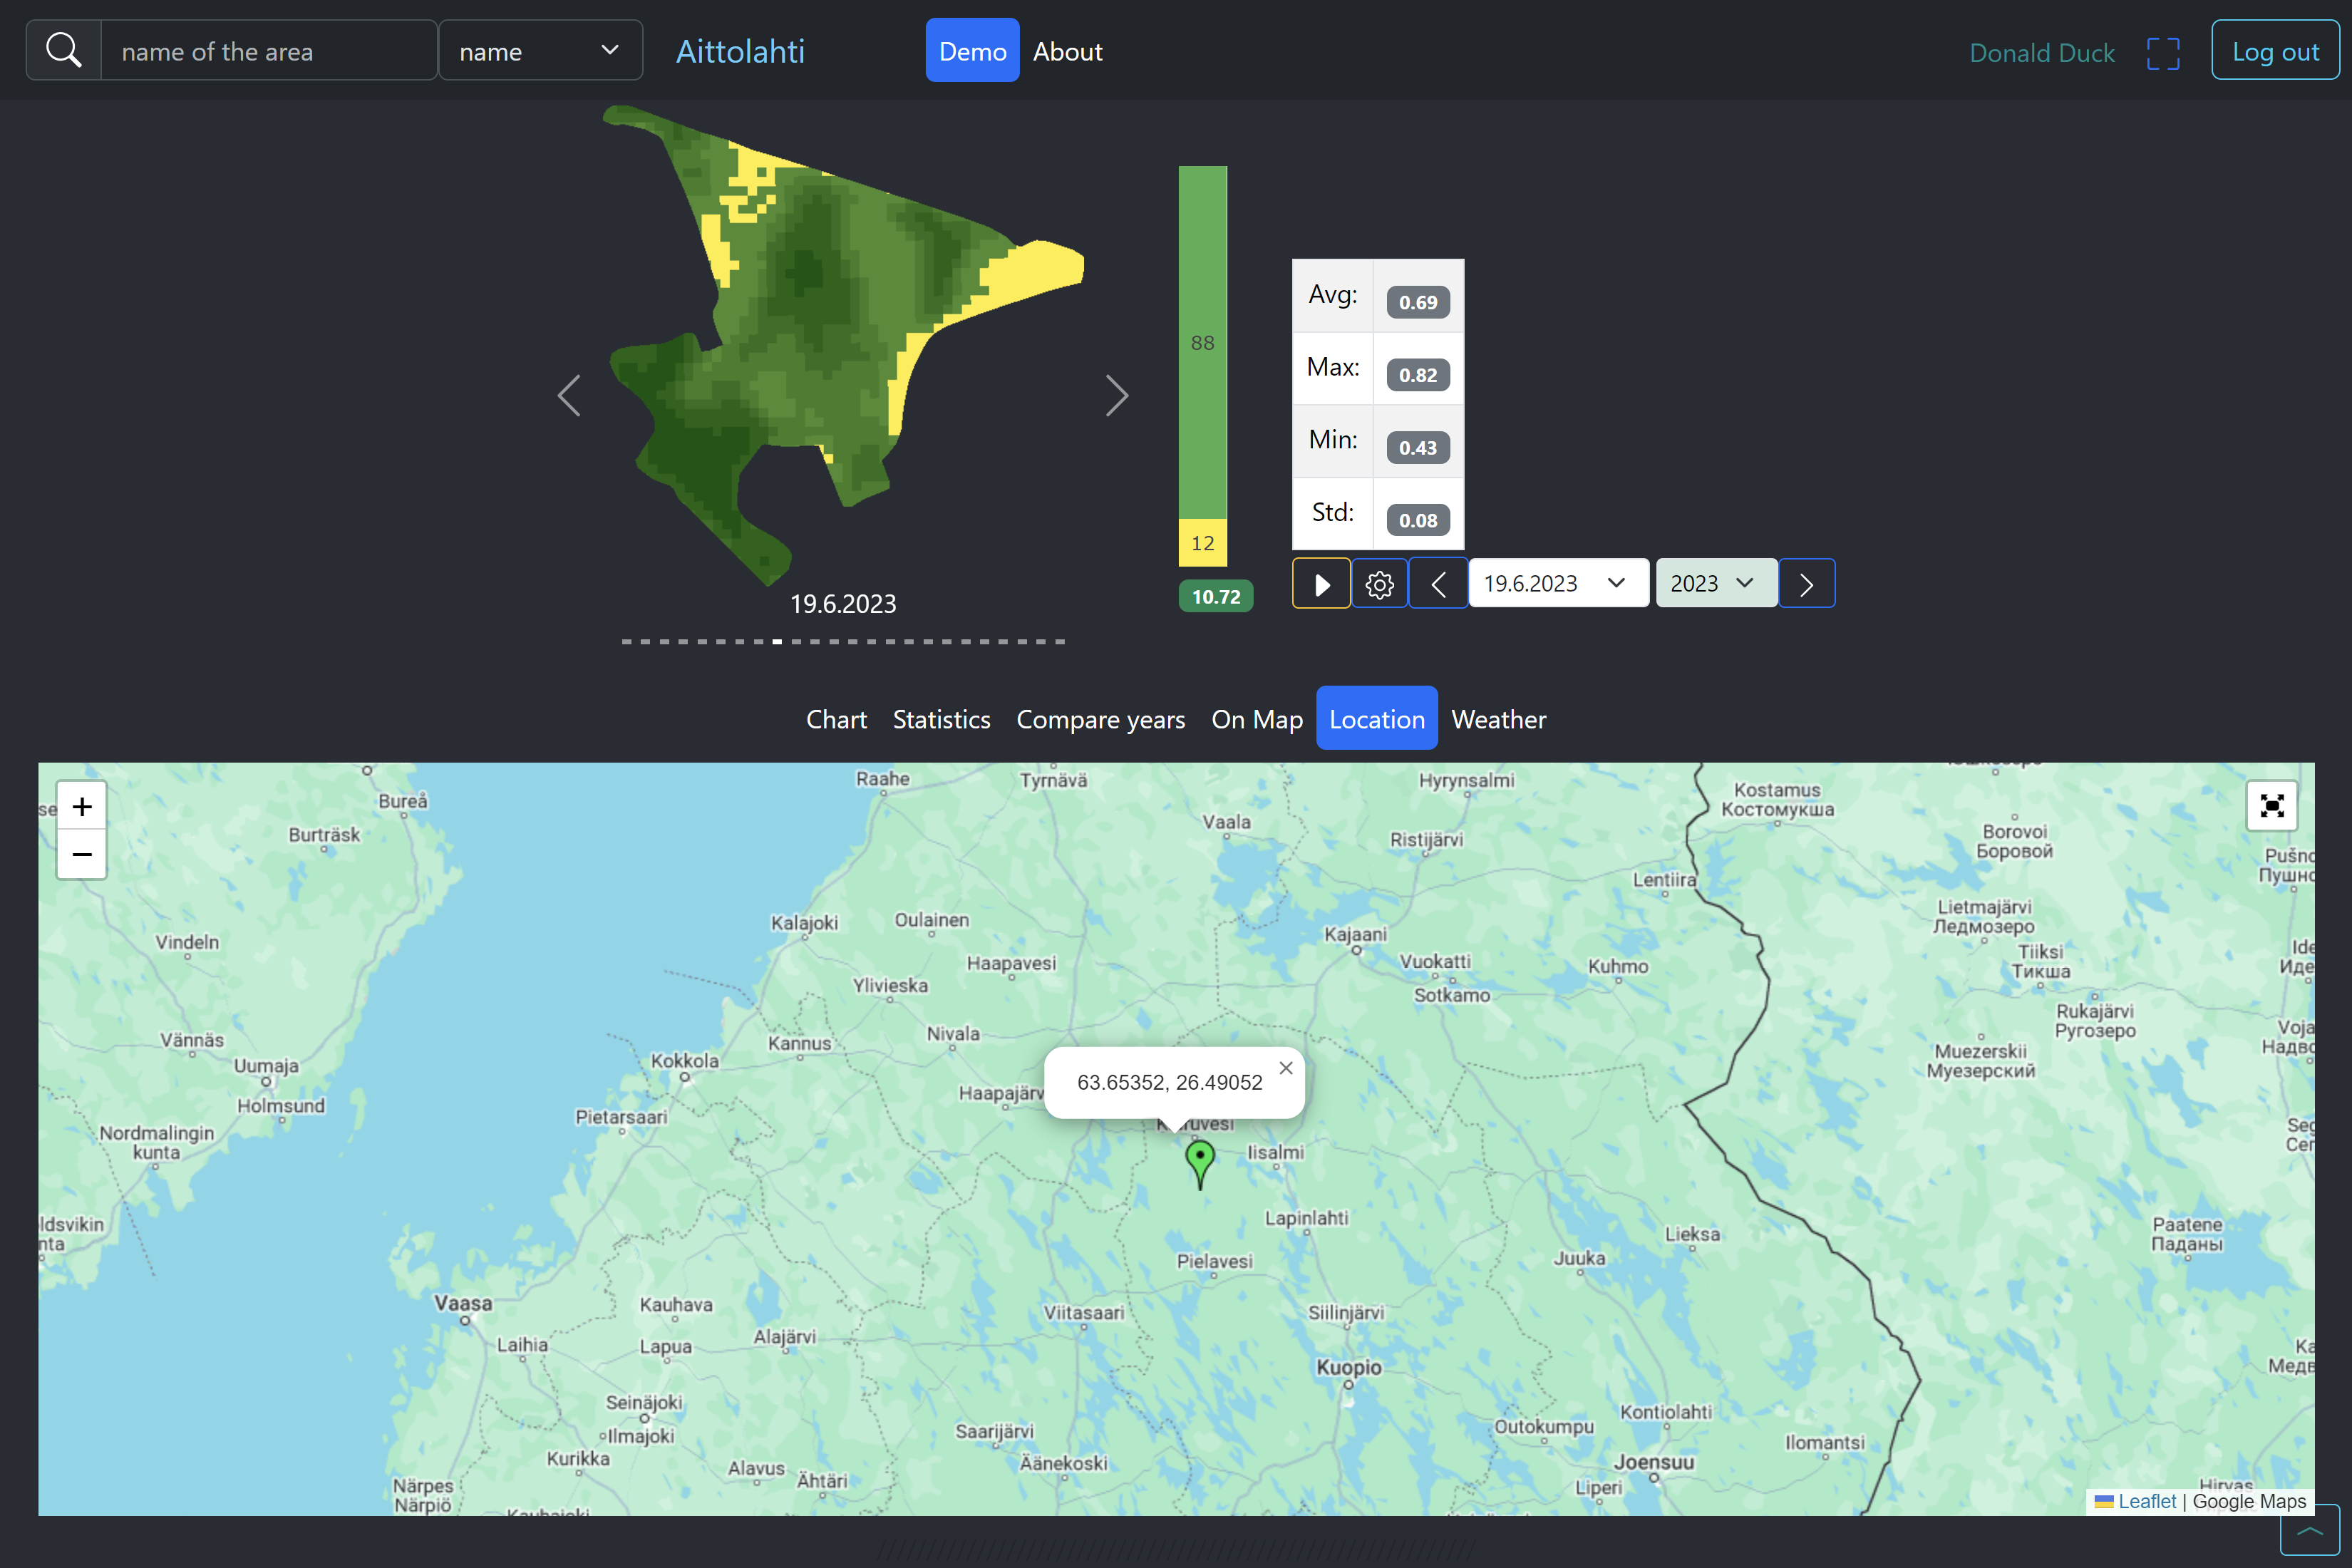 name of the area
name
Aittolahti
Demo
About
Donald Duck
Log out
88
12
10.72
Avg:
0.69
Max:
0.82
Min:
0.43
Std:
0.08
19.6.2023
2023
19.6.2023
Chart
Statistics
Compare years
On Map
Location
Weather
+
−
Raahe
Tyrnävä
Hyrynsalmi
Kostamus
Костомукша
Bureå
Burträsk
Vaala
Ristijärvi
Borovoi
Боровой
Lentiira
Kalajoki
Oulainen
Lietmajärvi
Ледмозеро
Vindeln
Kajaani
Haapavesi
Vuokatti
Kuhmo
Tiiksi
Тикша
Ylivieska
Sotkamo
Rukajärvi
Ругозеро
Vännäs
Nivala
Kannus
Kokkola
Uumaja
Muezerskii
Муезерский
63.65352, 26.49052
×
Holmsund
Pietarsaari
Nordmalingin
kunta
Iisalmi
Lapinlahti
Lieksa
Paatene
Паданы
Juuka
Pielavesi
Vaasa
Kauhava
Viitasaari
Siilinjärvi
Laihia
Lapua
Alajärvi
Kuopio
Seinäjoki
Ilmajoki
Saarijärvi
Kontiolahti
Outokumpu
Ilomantsi
Kurikka
Alavus
Ähtäri
Äänekoski
Joensuu
Liperi
Närpes
Närpiö
Leaflet | Google Maps